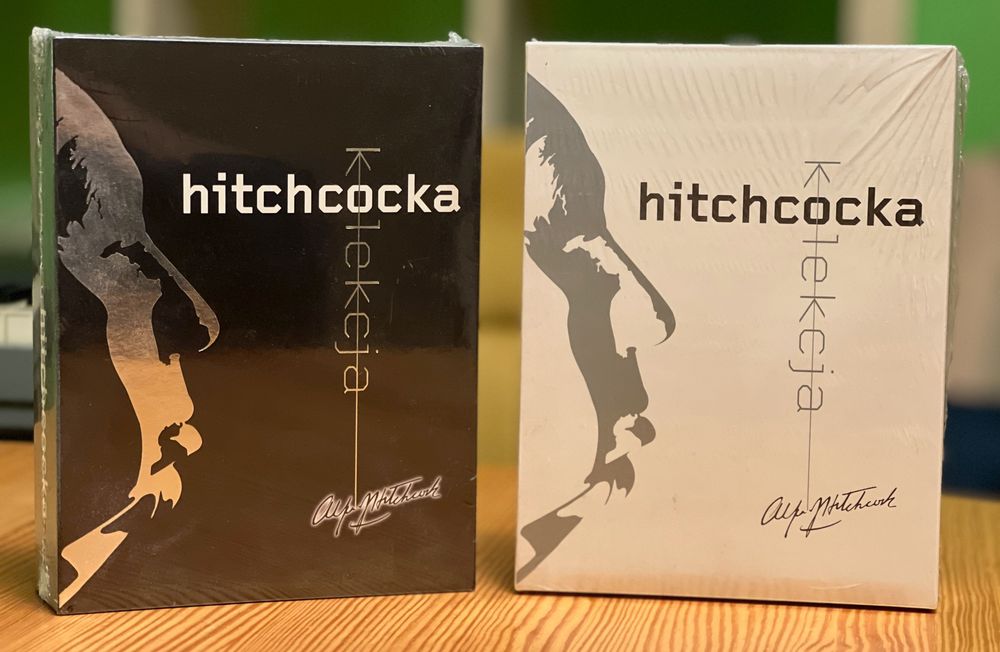 kolekcja
hitchcocka
Alfred Hitchcock
kolekcja
hitchcocka
Alfred Hitchcock